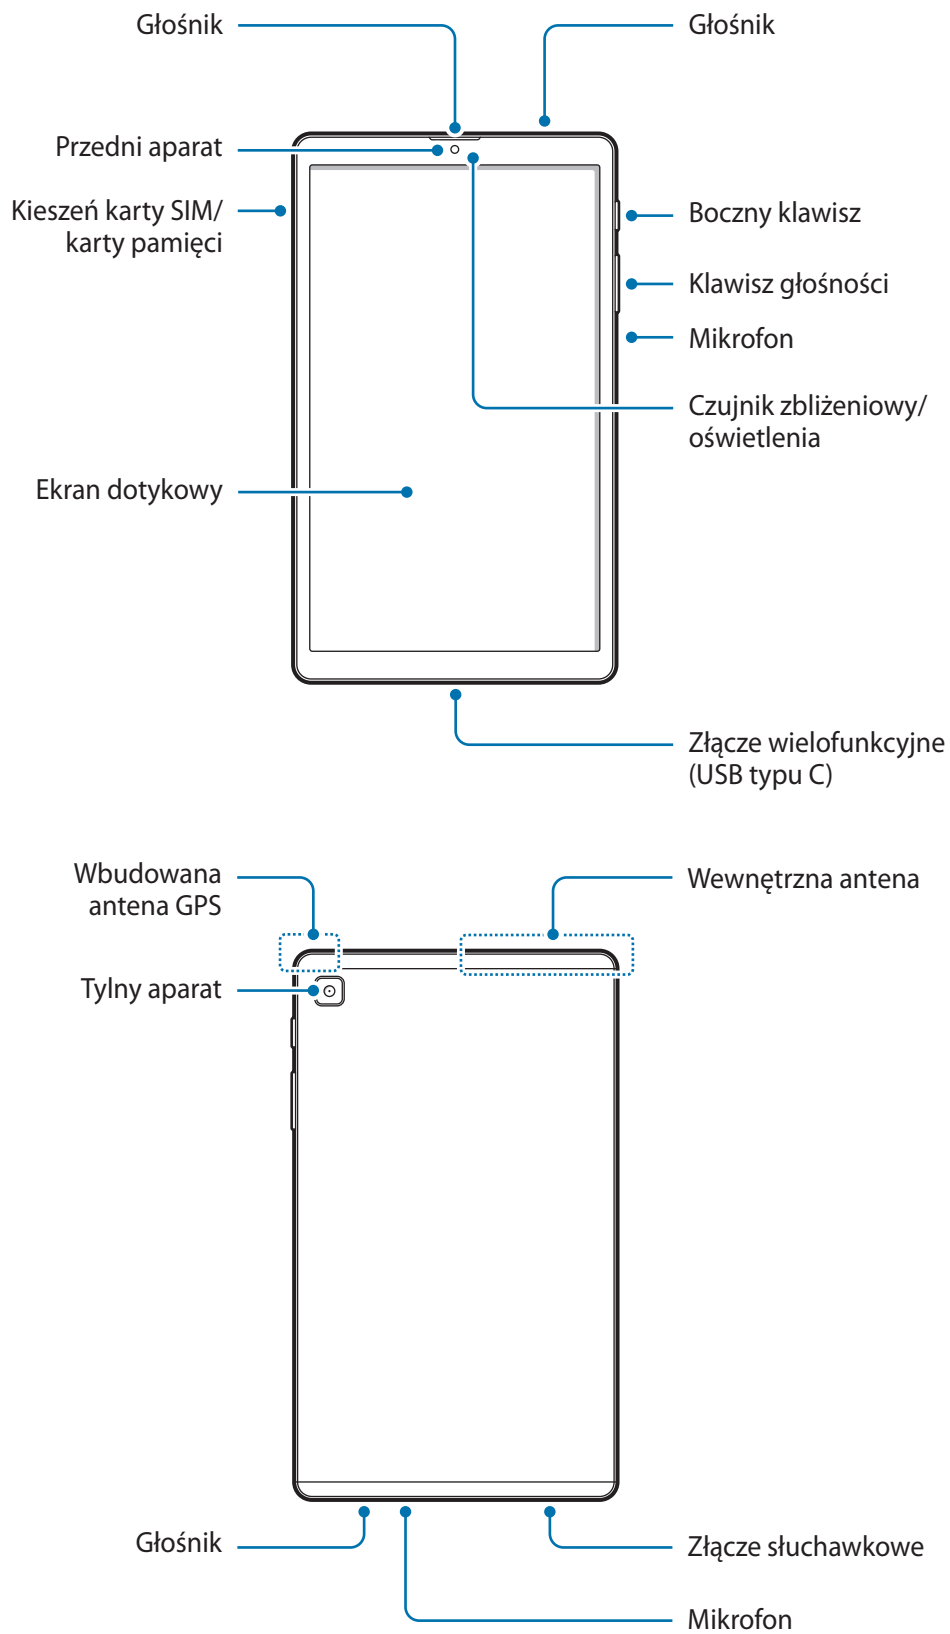 Głośnik
Głośnik
Przedni aparat
Kieszeń karty SIM/
karty pamięci
Boczny klawisz
Klawisz głośności
Mikrofon
Czujnik zbliżeniowy/
oświetlenia
Ekran dotykowy
Złącze wielofunkcyjne
(USB typu C)
Wbudowana
antena GPS
Wewnętrzna antena
Tylny aparat
Głośnik
Złącze słuchawkowe
Mikrofon